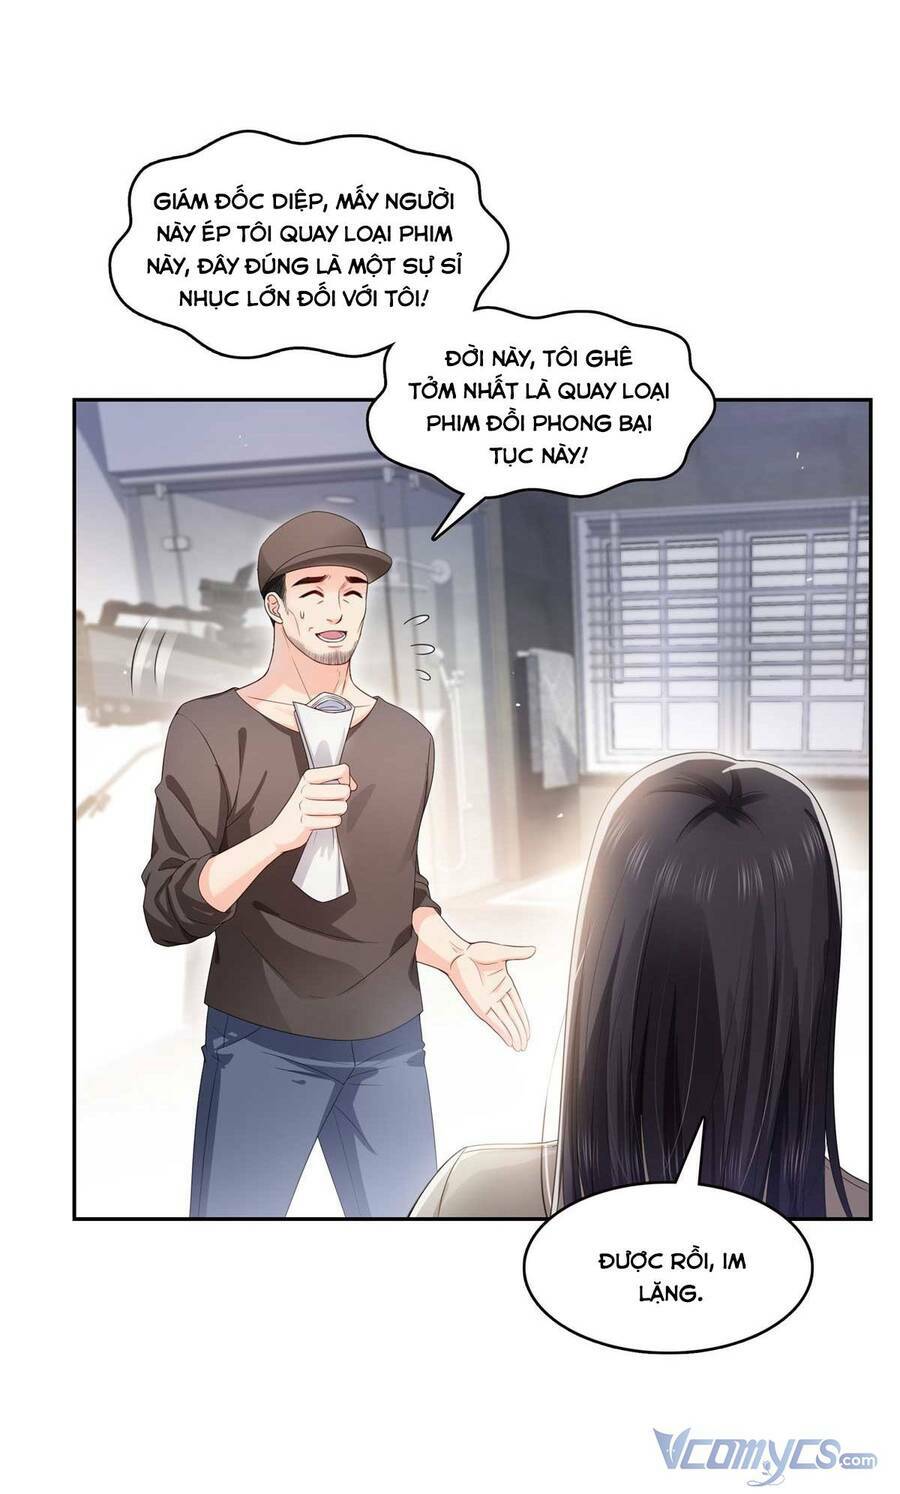 GIÁM ĐỐC DIỆP, MẤY NGƯỜI
NÀY ÉP TÔI QUAY LOẠI PHIM
NÀY, ĐÂY ĐÚNG LÀ MỘT SỰ SỈ
NHỤC LỚN ĐỐI VỚI TÔI!
ĐỜI NÀY, TÔI GHÊ
TỞM NHẤT LÀ QUAY LOẠI
PHIM ĐỒI PHONG BẠI
TỤC NÀY!
ĐƯỢC RỒI, IM
LẶNG.
VCOMYCS.com